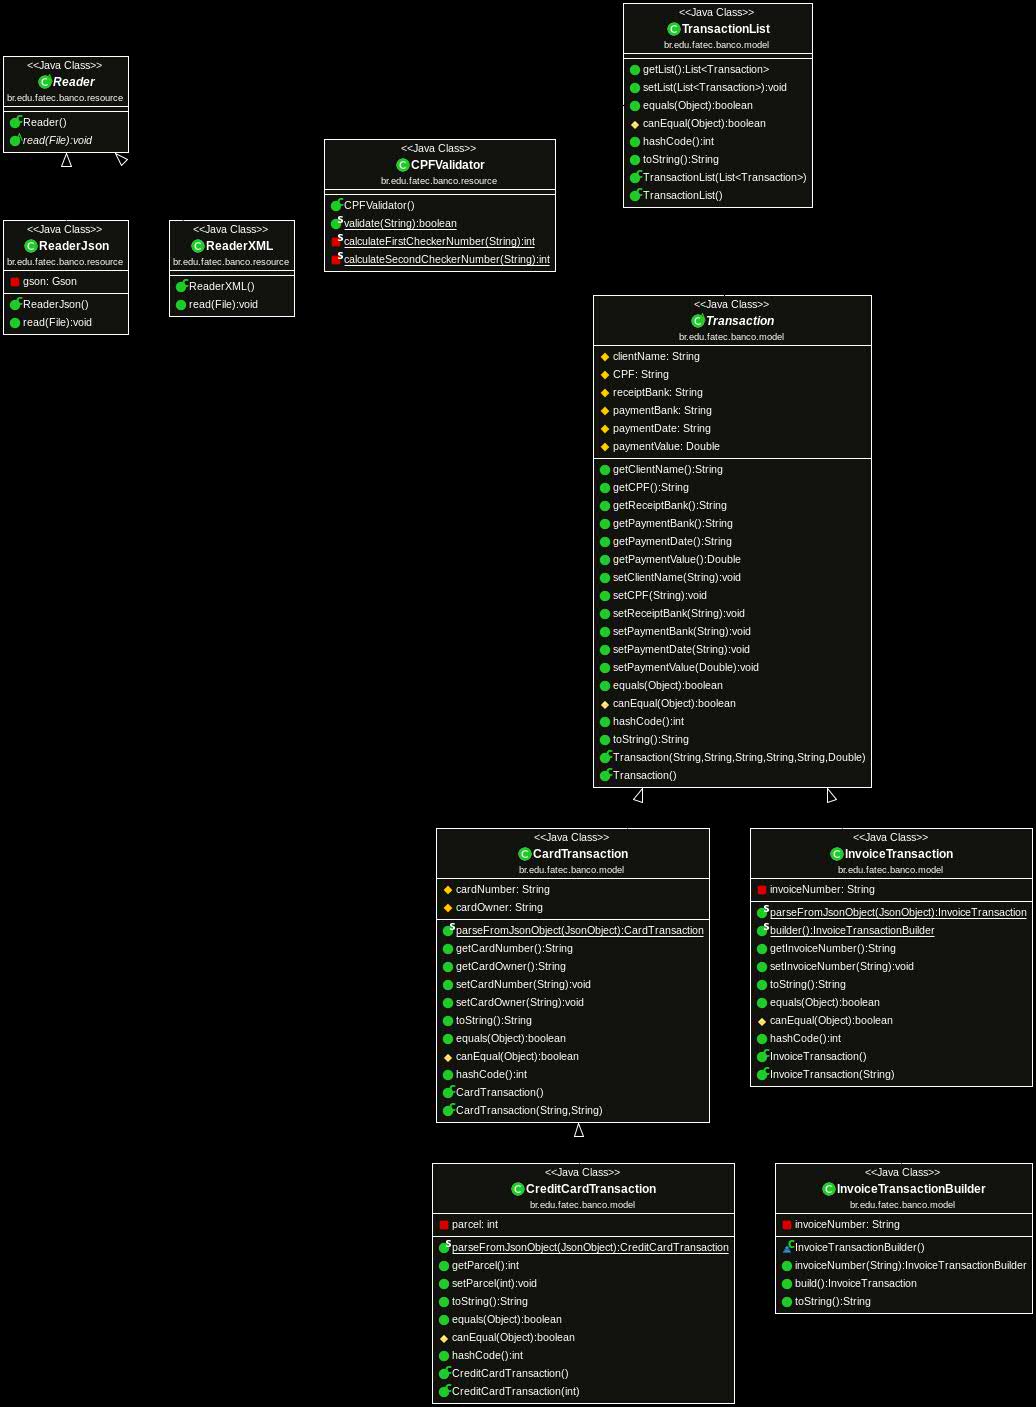 <<Java Class>>
TransactionList
br.edu.fatec.banco.model
getList():List<Transaction>
setList(List<Transaction>):void
equals(Object):boolean
canEqual(Object):boolean
hashCode():int
toString():String
TransactionList(List<Transaction>)
TransactionList()
<<Java Class>>
Reader
br.edu.fatec.banco.resource
Reader()
read(File):void
<<Java Class>>
CPFValidator
br.edu.fatec.banco.resource
CPFValidator()
validate(String):boolean
calculateFirstCheckerNumber(String):int
calculateSecondCheckerNumber(String):int
<<Java Class>>
ReaderJson
br.edu.fatec.banco.resource
gson: Gson
ReaderJson()
read(File):void
<<Java Class>>
ReaderXML
br.edu.fatec.banco.resource
ReaderXML()
read(File):void
<<Java Class>>
Transaction
br.edu.fatec.banco.model
clientName: String
CPF: String
receiptBank: String
paymentBank: String
paymentDate: String
paymentValue: Double
getClientName():String
getCPF():String
getReceiptBank():String
getPaymentBank():String
getPaymentDate():String
getPaymentValue():Double
setClientName(String):void
setCPF(String):void
setReceiptBank(String):void
setPaymentBank(String):void
setPaymentDate(String):void
setPaymentValue(Double):void
equals(Object):boolean
canEqual(Object):boolean
hashCode():int
toString():String
Transaction(String,String,String,String,String,Double)
Transaction()
<<Java Class>>
CardTransaction
br.edu.fatec.banco.model
cardNumber: String
cardOwner: String
parseFromJsonObject(JsonObject):CardTransaction
getCardNumber():String
getCardOwner():String
setCardNumber(String):void
setCardOwner(String):void
toString():String
equals(Object):boolean
canEqual(Object):boolean
hashCode():int
CardTransaction()
CardTransaction(String,String)
<<Java Class>>
InvoiceTransaction
br.edu.fatec.banco.model
invoiceNumber: String
parseFromJsonObject(JsonObject):InvoiceTransaction
builder():InvoiceTransactionBuilder
getInvoiceNumber():String
setInvoiceNumber(String):void
toString():String
equals(Object):boolean
canEqual(Object):boolean
hashCode():int
InvoiceTransaction()
InvoiceTransaction(String)
<<Java Class>>
CreditCardTransaction
br.edu.fatec.banco.model
parcel: int
parseFromJsonObject(JsonObject):CreditCardTransaction
getParcel():int
setParcel(int):void
toString():String
equals(Object):boolean
canEqual(Object):boolean
hashCode():int
CreditCardTransaction()
CreditCardTransaction(int)
<<Java Class>>
InvoiceTransactionBuilder
br.edu.fatec.banco.model
invoiceNumber: String
InvoiceTransactionBuilder()
invoiceNumber(String):InvoiceTransactionBuilder
build():InvoiceTransaction
toString():String